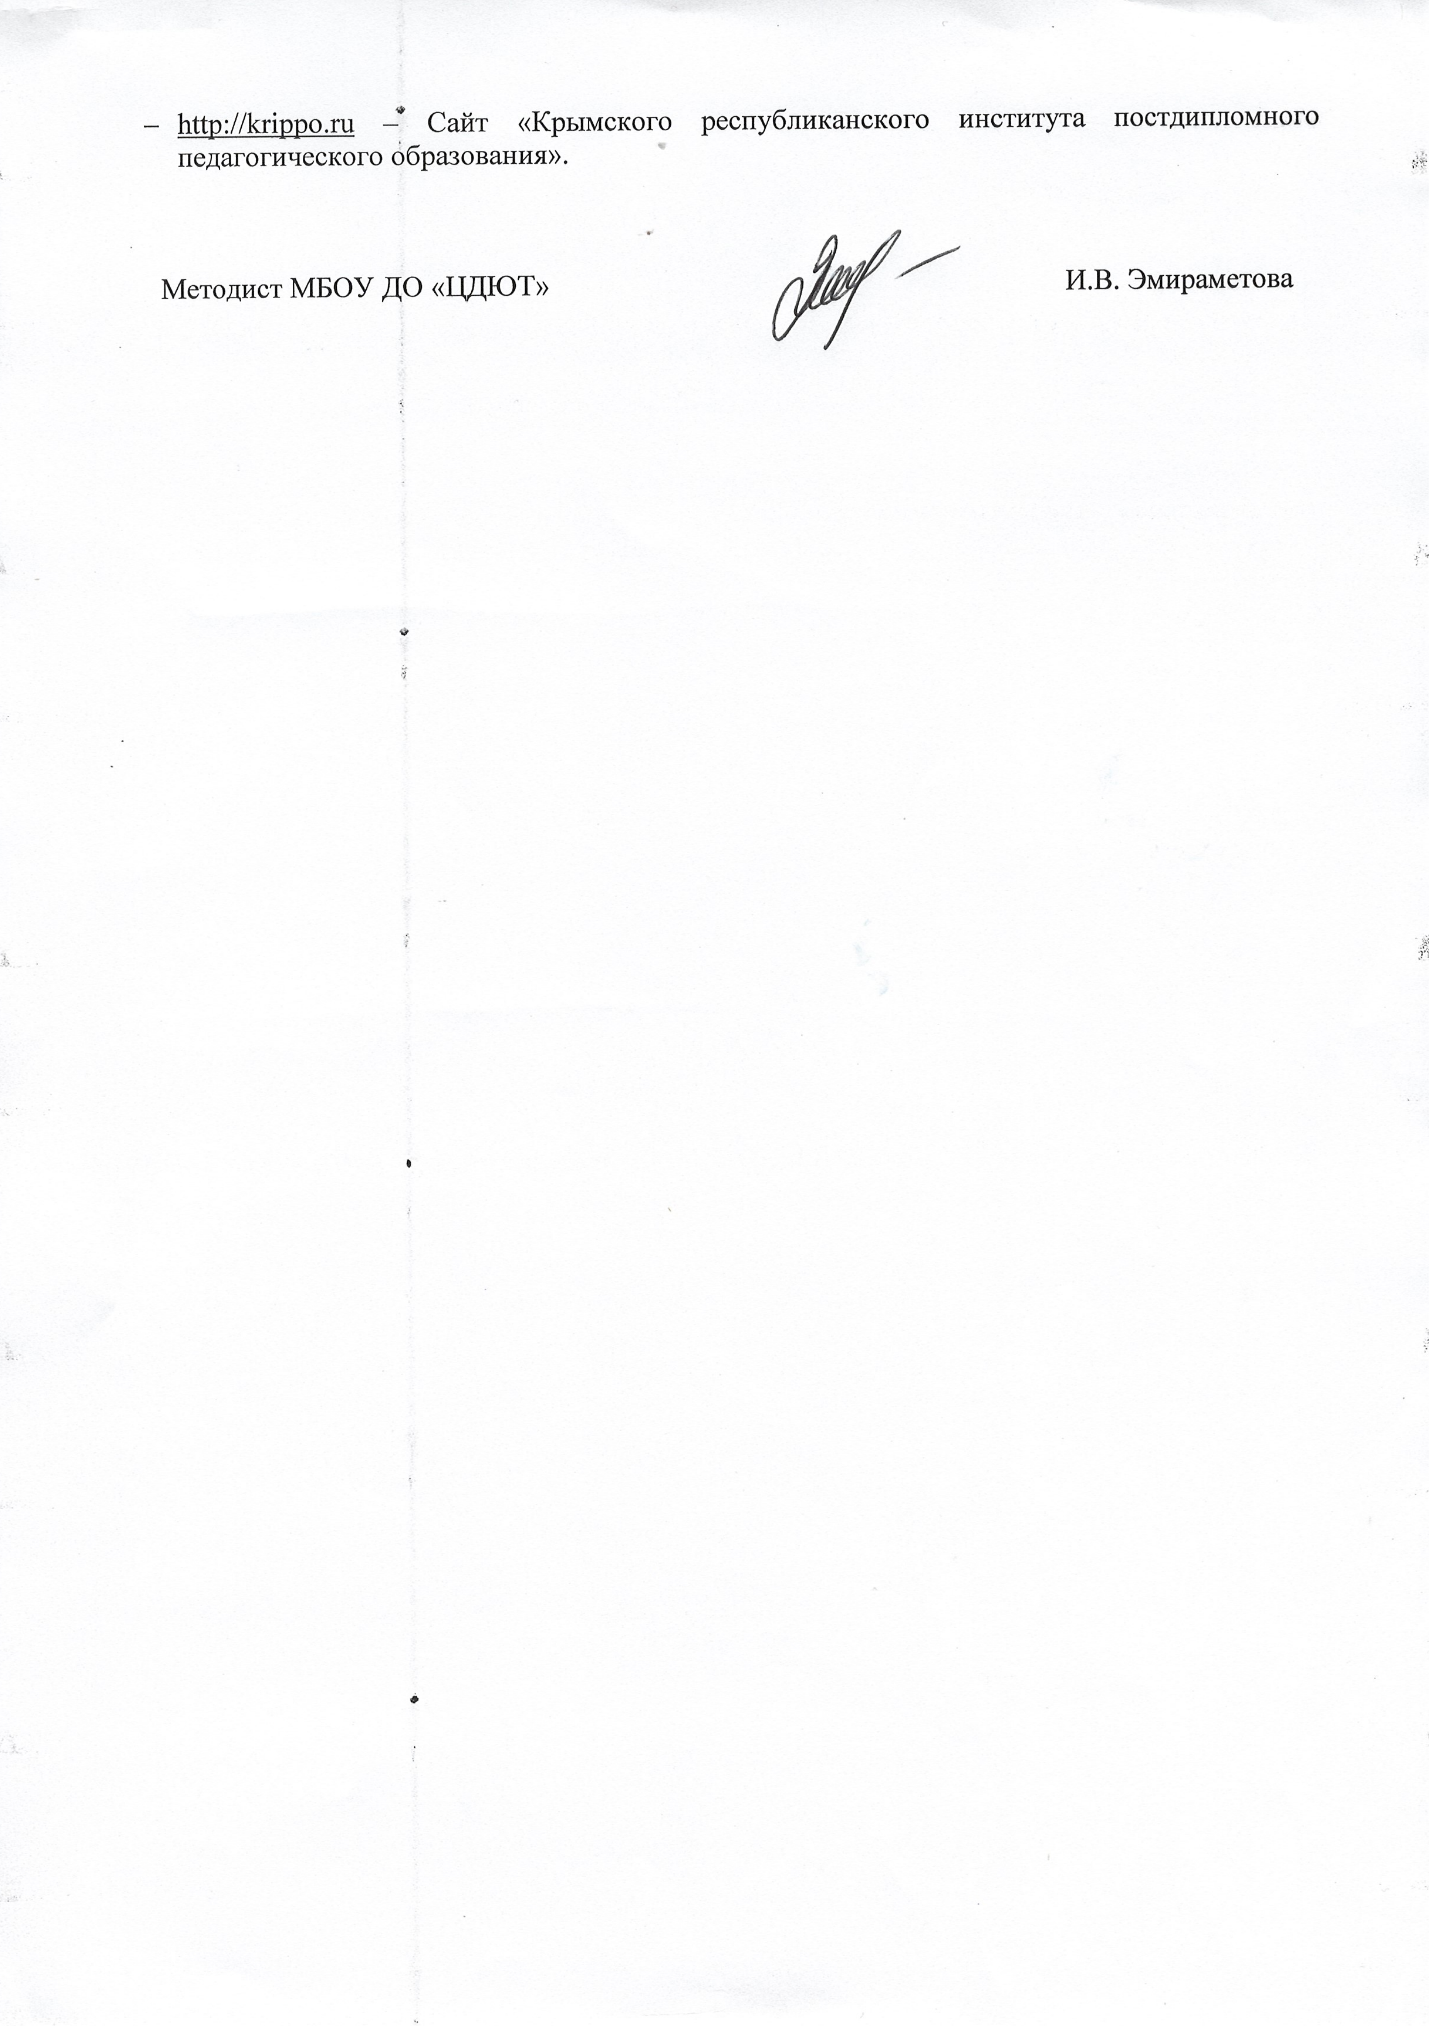 – http://krippo.ru – Сайт «Крымского республиканского института постдипломного
педагогического образования».
Методист МБОУ ДО «ЦДЮТ» И.В. Эмираметова